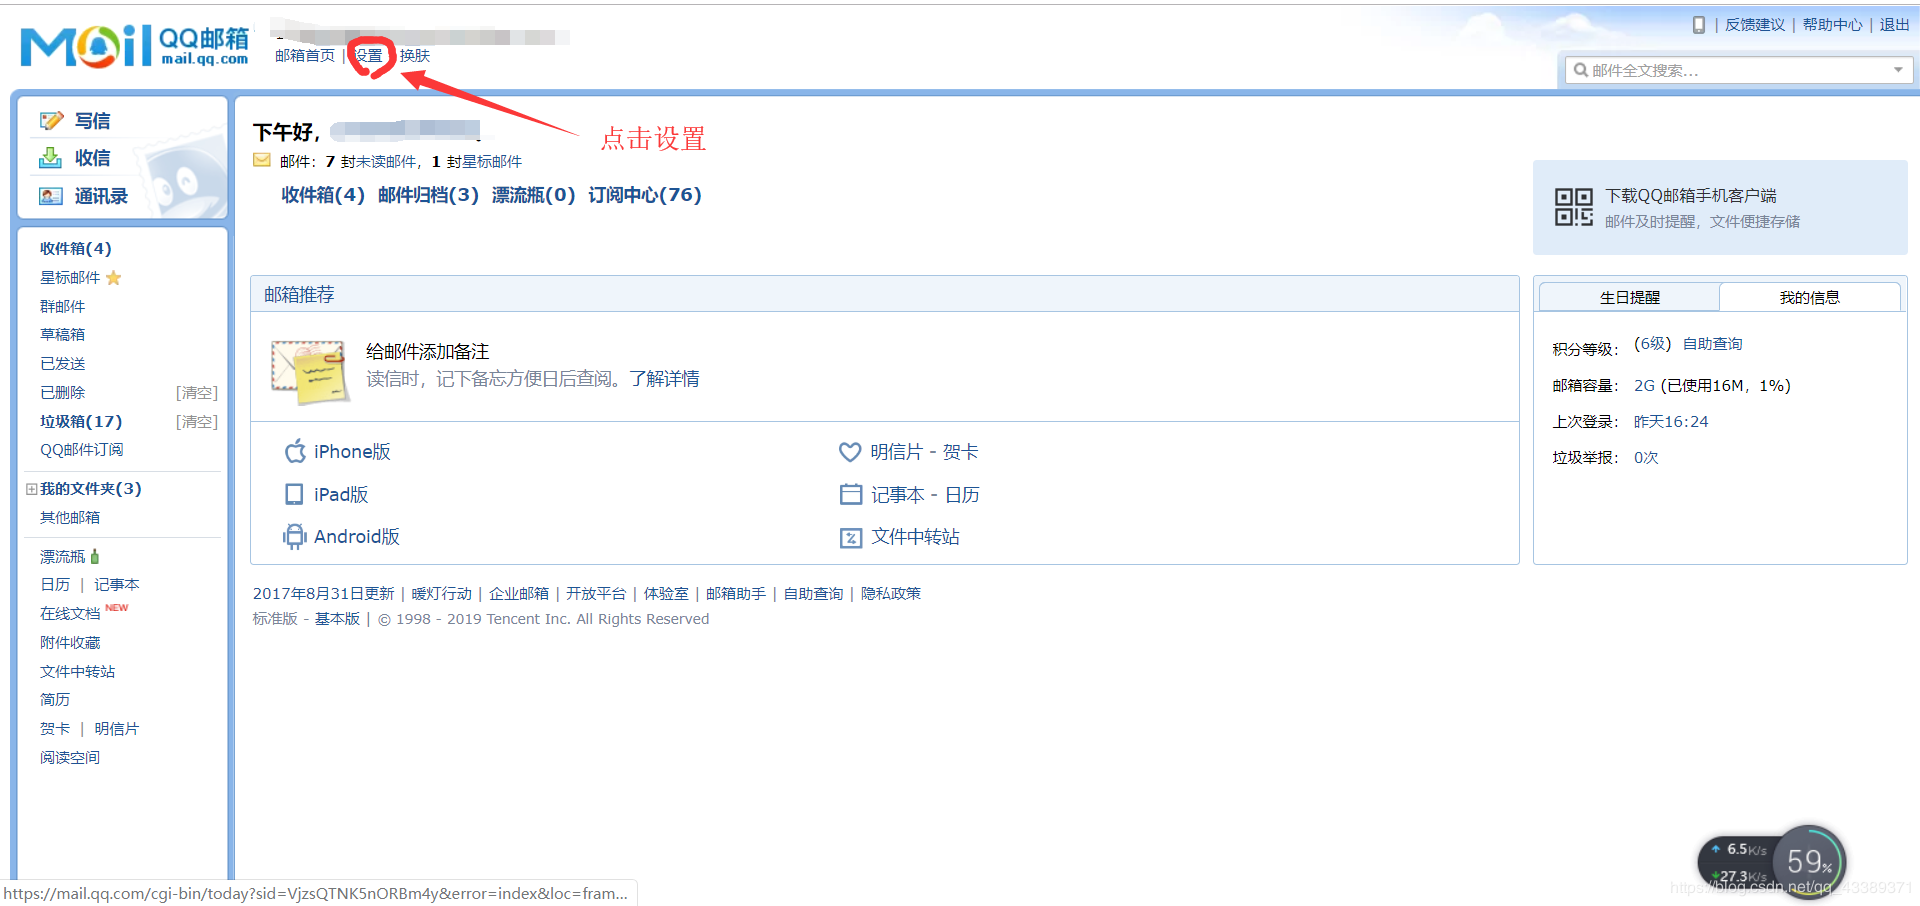 Mail QQ邮箱
mail.qq.com
邮箱首页 | 设置 换肤
| 反馈建议 | 帮助中心 | 退出
邮件全文搜索...
点击设置
写信
收信
通讯录
收件箱(4)
星标邮件
群邮件
草稿箱
已发送
已删除 [清空]
垃圾箱(17) [清空]
QQ邮件订阅
我的文件夹(3)
其他邮箱
漂流瓶
日历 | 记事本
在线文档 NEW
附件收藏
文件中转站
简历
贺卡 | 明信片
阅读空间
下午好，
邮件：7 封未读邮件，1 封星标邮件
收件箱(4) 邮件归档(3) 漂流瓶(0) 订阅中心(76)
下载QQ邮箱手机客户端
邮件及时提醒，文件便捷存储
邮箱推荐
给邮件添加备注
读信时，记下备忘方便日后查阅。了解详情
iPhone版
明信片 - 贺卡
iPad版
记事本 - 日历
Android版
文件中转站
生日提醒 我的信息
积分等级： (6级) 自助查询
邮箱容量： 2G (已使用16M，1%)
上次登录： 昨天16:24
垃圾举报： 0次
2017年8月31日更新 | 暖灯行动 | 企业邮箱 | 开放平台 | 体验室 | 邮箱助手 | 自助查询 | 隐私政策
标准版 - 基本版 | © 1998 - 2019 Tencent Inc. All Rights Reserved
6.5K/s
27.3K/s
59%
https://mail.qq.com/cgi-bin/today?sid=VjzsQTNK5nORBm4y&error=index&loc=fram...
https://blog.csdn.net/qq_43389371